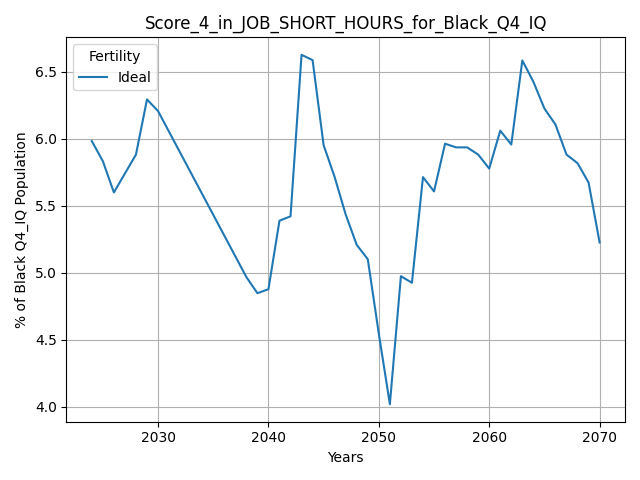 Score_4_in_JOB_SHORT_HOURS_for_Black_Q4_IQ
Fertility
Ideal
% of Black Q4_IQ Population
6.5
6.0
5.5
5.0
4.5
4.0
2030 2040 2050 2060 2070
Years